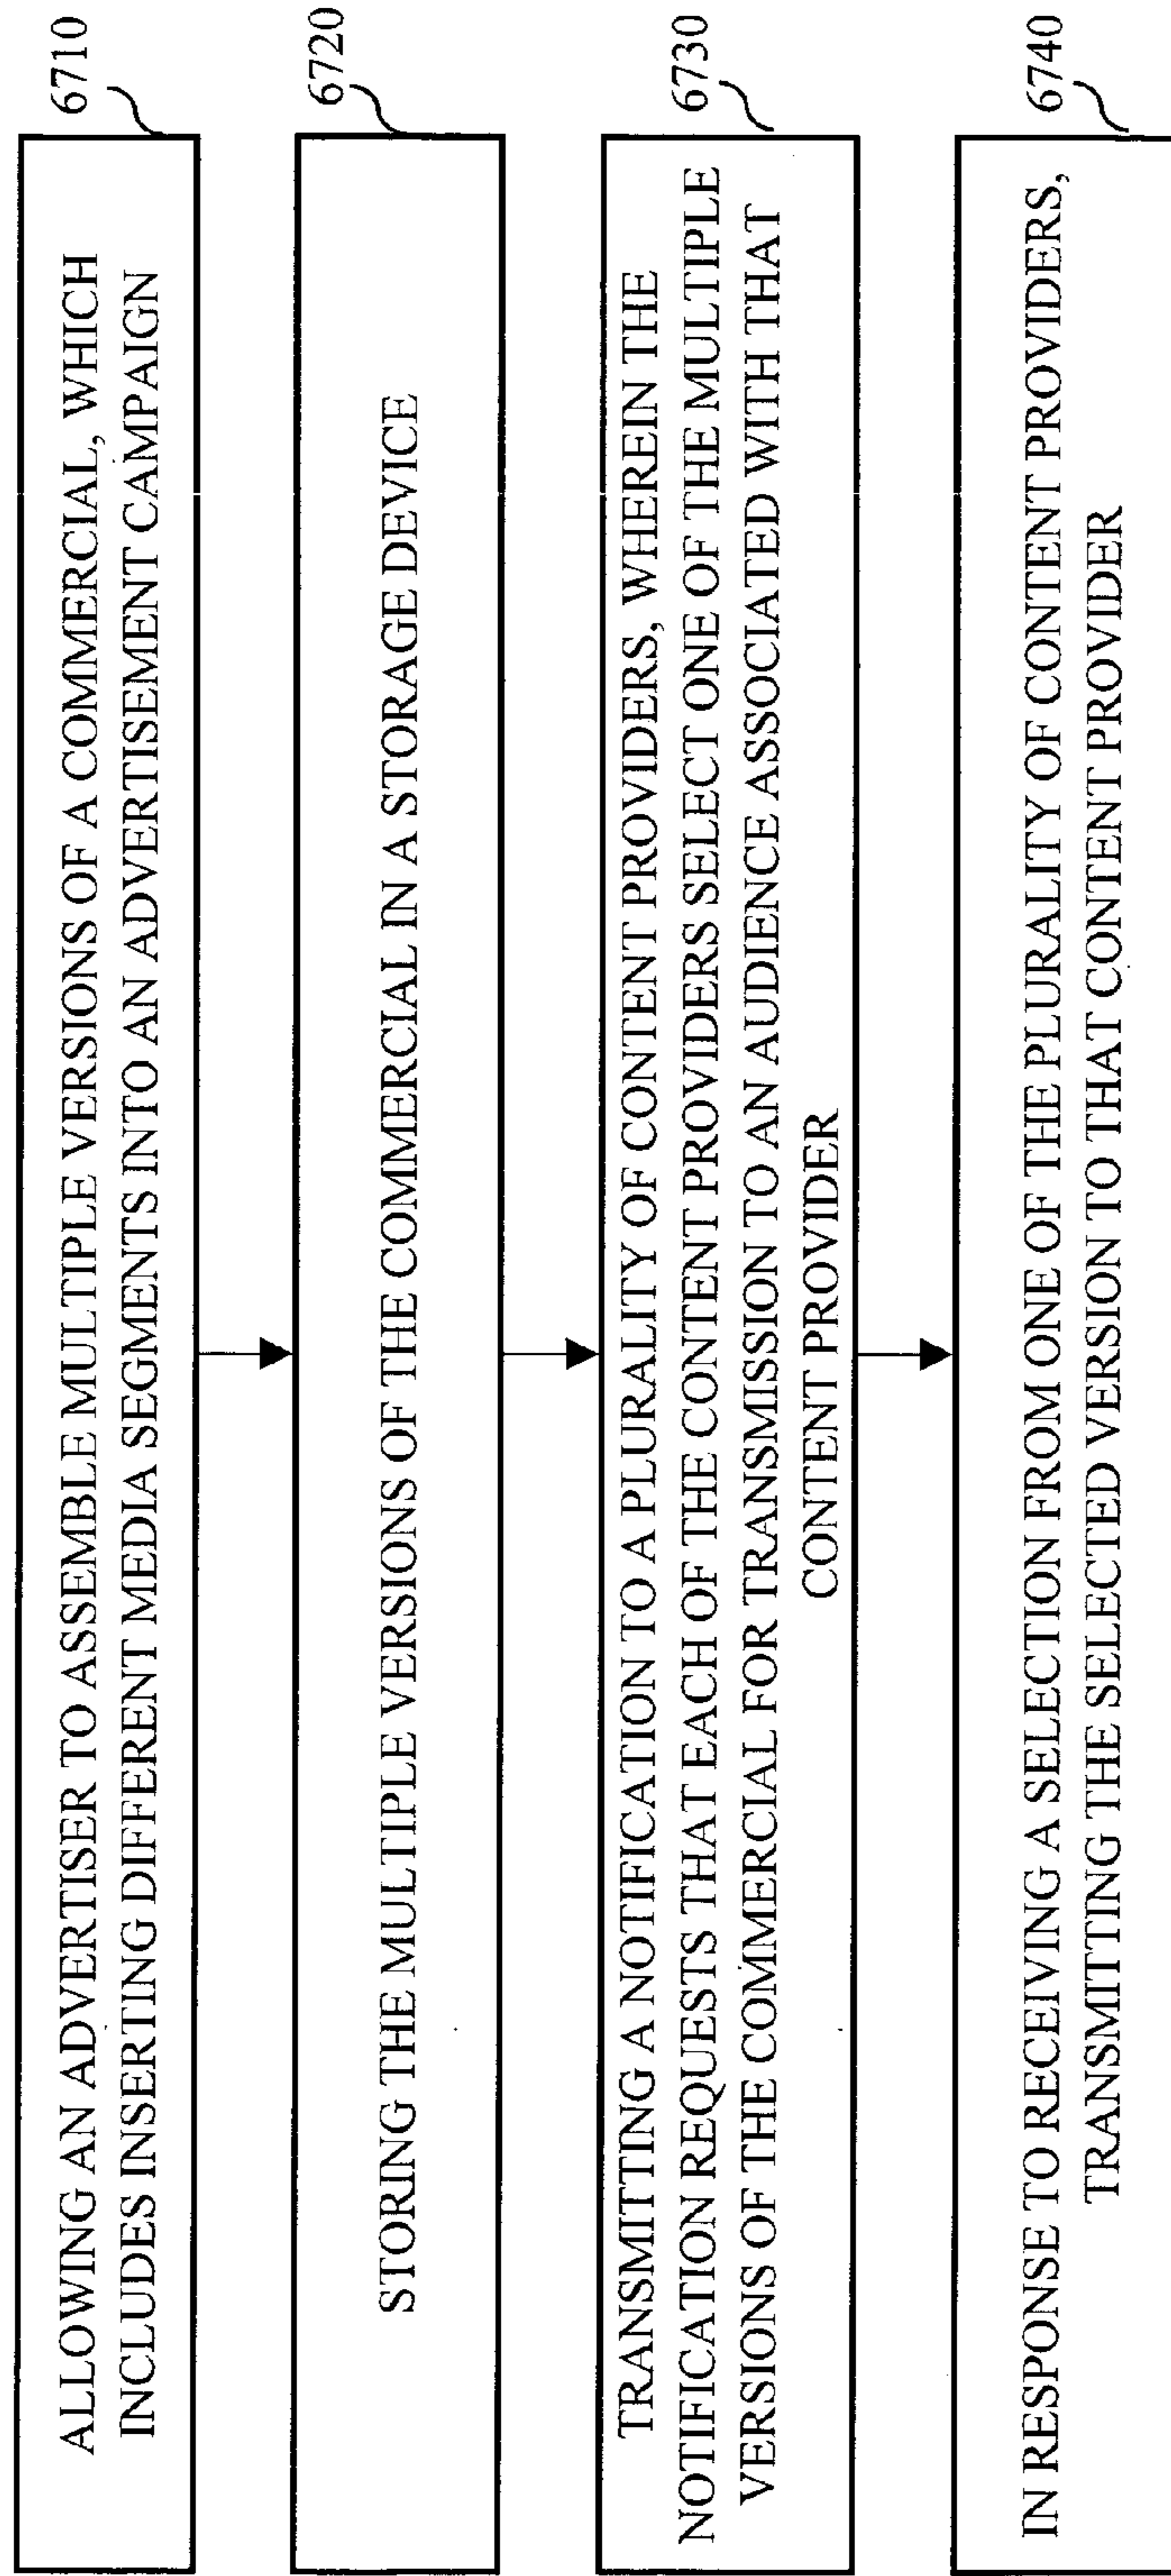 ALLOWING AN ADVERTISER TO ASSEMBLE MULTIPLE VERSIONS OF A COMMERCIAL, WHICH
INCLUDES INSERTING DIFFERENT MEDIA SEGMENTS INTO AN ADVERTISEMENT CAMPAIGN
6710
STORING THE MULTIPLE VERSIONS OF THE COMMERCIAL IN A STORAGE DEVICE
6720
TRANSMITTING A NOTIFICATION TO A PLURALITY OF CONTENT PROVIDERS, WHEREIN THE
NOTIFICATION REQUESTS THAT EACH OF THE CONTENT PROVIDERS SELECT ONE OF THE MULTIPLE
VERSIONS OF THE COMMERCIAL FOR TRANSMISSION TO AN AUDIENCE ASSOCIATED WITH THAT
CONTENT PROVIDER
6730
IN RESPONSE TO RECEIVING A SELECTION FROM ONE OF THE PLURALITY OF CONTENT PROVIDERS,
TRANSMITTING THE SELECTED VERSION TO THAT CONTENT PROVIDER
6740